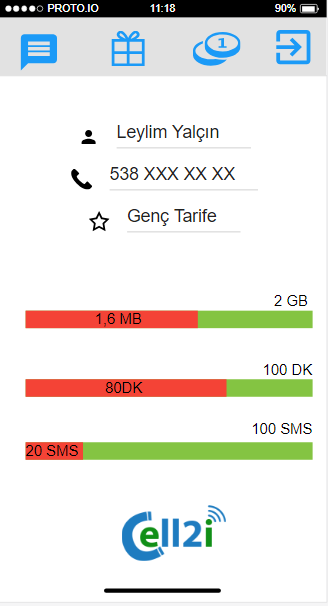 PROTO.IO 11:18 90%
1
Leylim Yalçın
538 XXX XX XX
Genç Tarife
2 GB
1,6 MB
100 DK
80DK
100 SMS
20 SMS
Cell2i